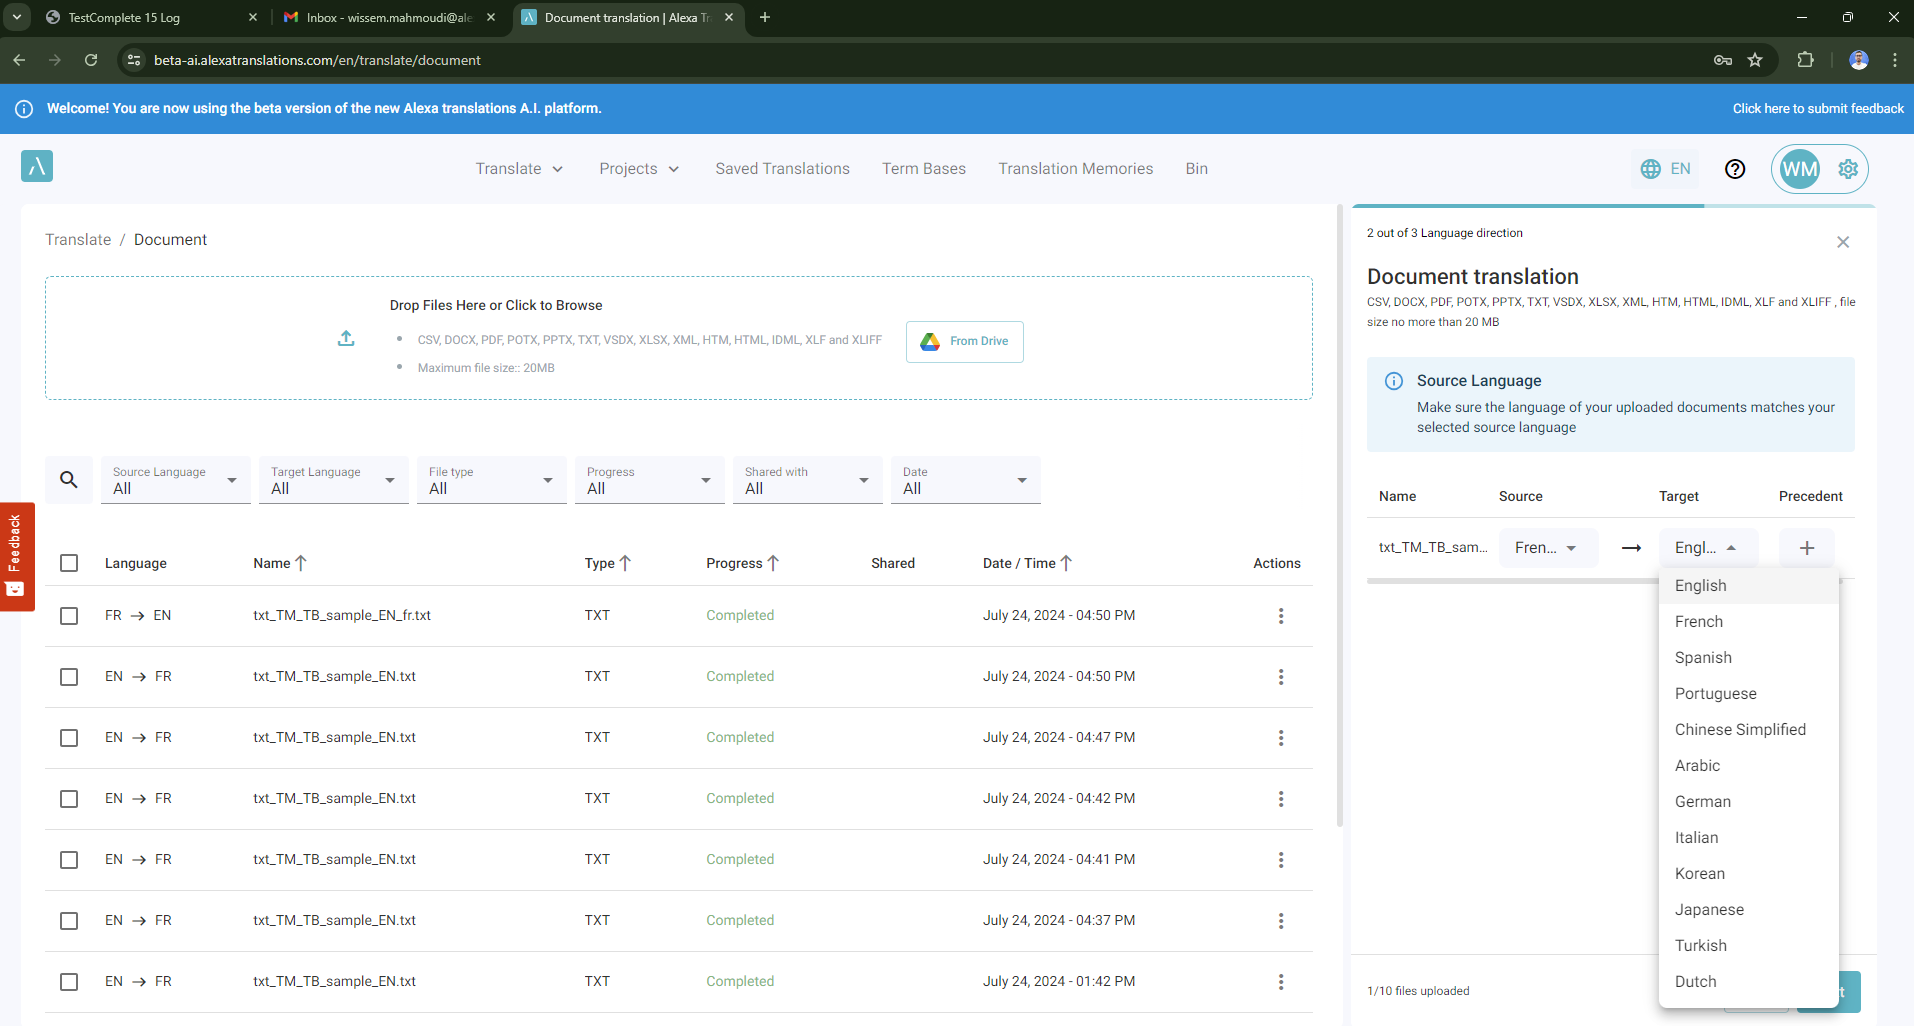 TestComplete 15 Log
Inbox - wissem.mahmoudi@ale
Document translation | Alexa Tr
beta-ai.alexatranslations.com/en/translate/document
Welcome! You are now using the beta version of the new Alexa translations A.I. platform.
Click here to submit feedback
Translate
Projects
Saved Translations
Term Bases
Translation Memories
Bin
EN
WM
Translate / Document
Drop Files Here or Click to Browse
CSV, DOCX, PDF, POTX, PPTX, TXT, VSDX, XLSX, XML, HTM, HTML, IDML, XLF and XLIFF
Maximum file size:: 20MB
From Drive
Source Language
All
Target Language
All
File type
All
Progress
All
Shared with
All
Date
All
Feedback
Language Name Type Progress Shared Date / Time Actions
FR → EN txt_TM_TB_sample_EN_fr.txt TXT Completed July 24, 2024 - 04:50 PM
EN → FR txt_TM_TB_sample_EN.txt TXT Completed July 24, 2024 - 04:50 PM
EN → FR txt_TM_TB_sample_EN.txt TXT Completed July 24, 2024 - 04:47 PM
EN → FR txt_TM_TB_sample_EN.txt TXT Completed July 24, 2024 - 04:42 PM
EN → FR txt_TM_TB_sample_EN.txt TXT Completed July 24, 2024 - 04:41 PM
EN → FR txt_TM_TB_sample_EN.txt TXT Completed July 24, 2024 - 04:37 PM
EN → FR txt_TM_TB_sample_EN.txt TXT Completed July 24, 2024 - 01:42 PM
2 out of 3 Language direction
Document translation
CSV, DOCX, PDF, POTX, PPTX, TXT, VSDX, XLSX, XML, HTM, HTML, IDML, XLF and XLIFF , file
size no more than 20 MB
Source Language
Make sure the language of your uploaded documents matches your
selected source language
Name Source Target Precedent
txt_TM_TB_sam... Fren... → Engl... +
English
French
Spanish
Portuguese
Chinese Simplified
Arabic
German
Italian
Korean
Japanese
Turkish
Dutch
1/10 files uploaded